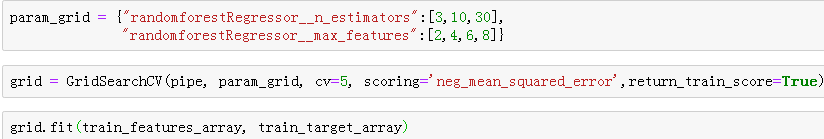 param_grid = {"randomforestRegressor__n_estimators":[3,10,30],
"randomforestRegressor__max_features":[2,4,6,8]}
grid = GridSearchCV(pipe, param_grid, cv=5, scoring='neg_mean_squared_error',return_train_score=True)
grid.fit(train_features_array, train_target_array)